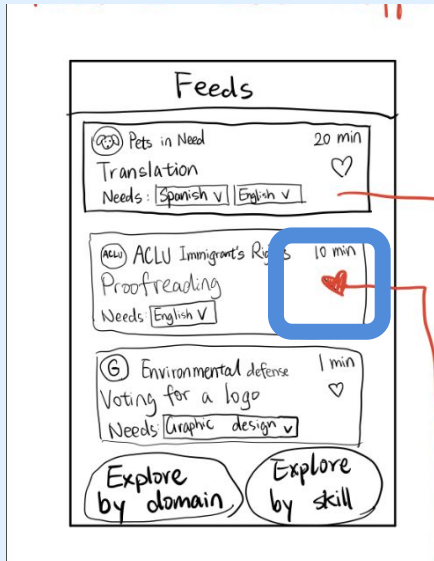 Feeds
Pets in Need 20 min
Translation
Needs: Spanish V English V
ACLU ACLU Immigrant's Rights 10 min
Proofreading
Needs: English V
G Environmental defense 1 min
Voting for a logo
Needs: Graphic design v
Explore by domain
Explore by skill